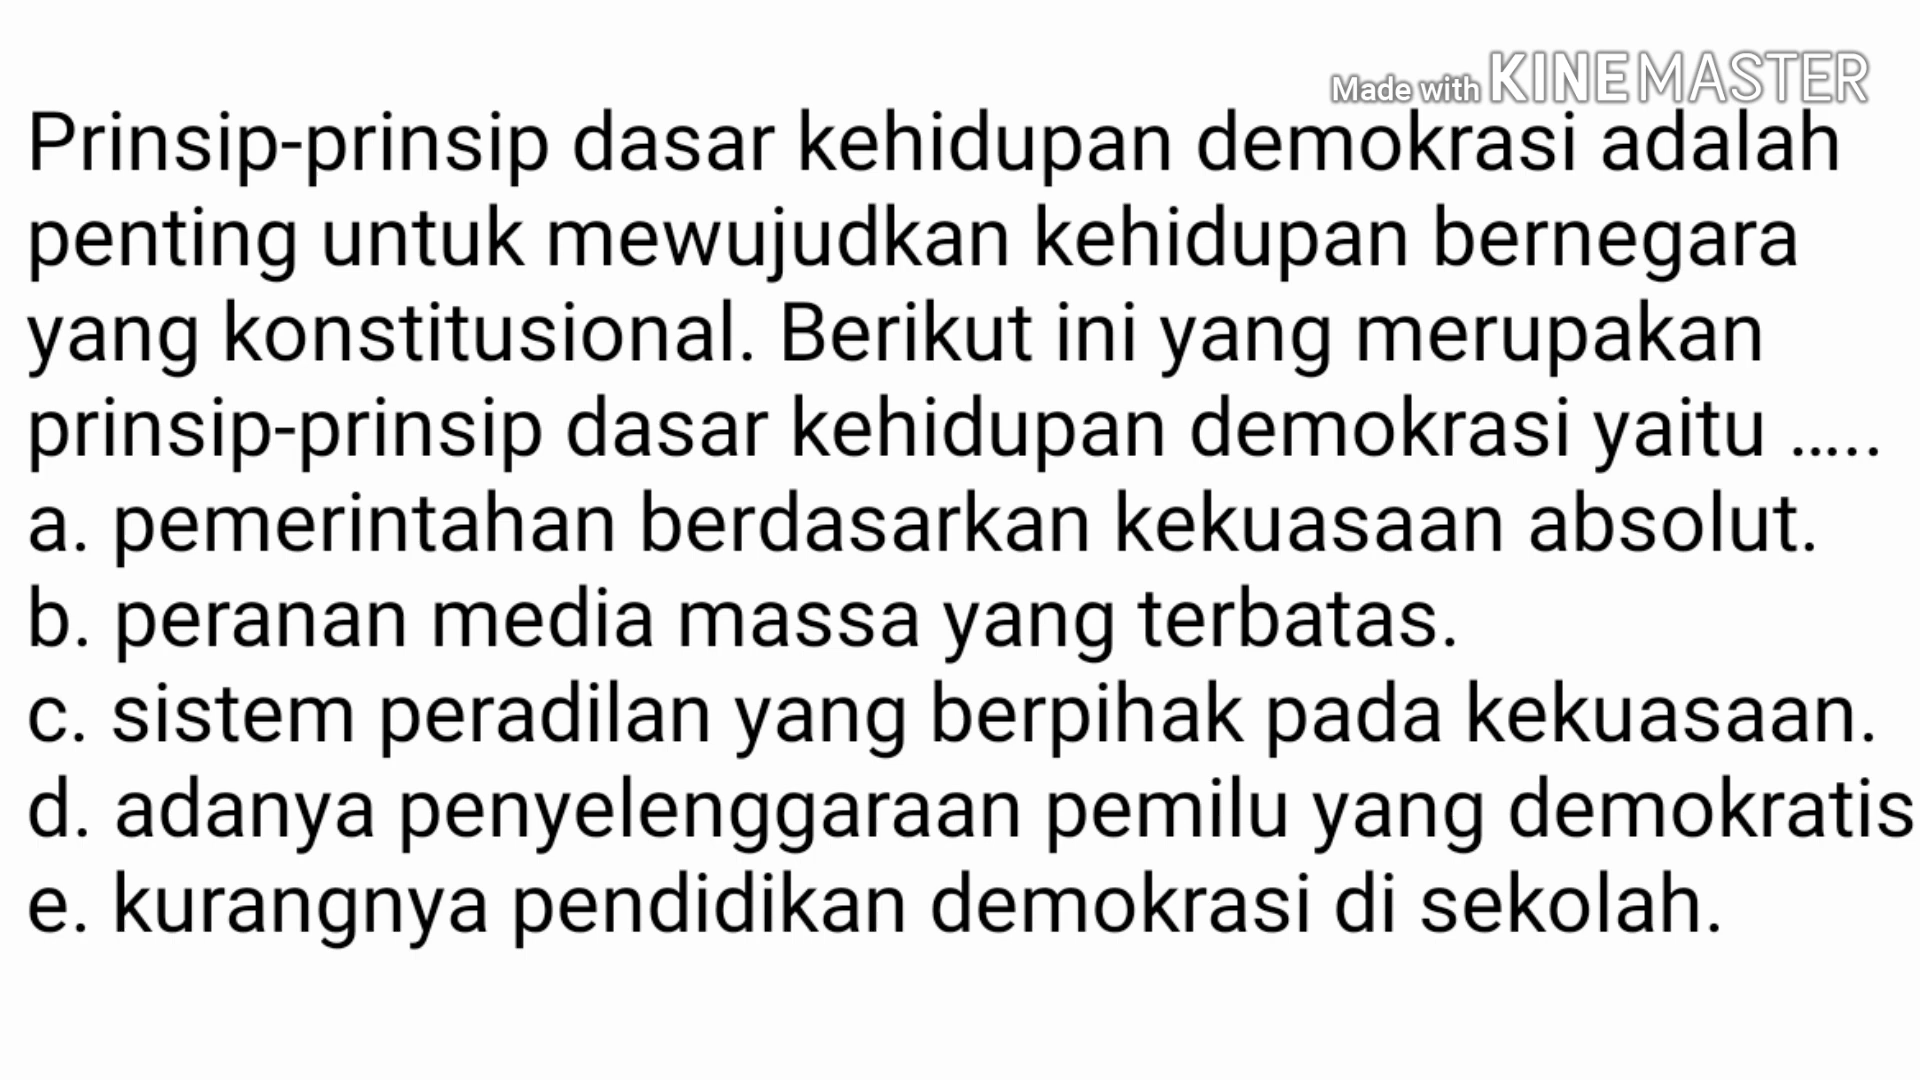 Made with KINEMASTER
Prinsip-prinsip dasar kehidupan demokrasi adalah
penting untuk mewujudkan kehidupan bernegara
yang konstitusional. Berikut ini yang merupakan
prinsip-prinsip dasar kehidupan demokrasi yaitu .....
a. pemerintahan berdasarkan kekuasaan absolut.
b. peranan media massa yang terbatas.
c. sistem peradilan yang berpihak pada kekuasaan.
d. adanya penyelenggaraan pemilu yang demokratis
e. kurangnya pendidikan demokrasi di sekolah.